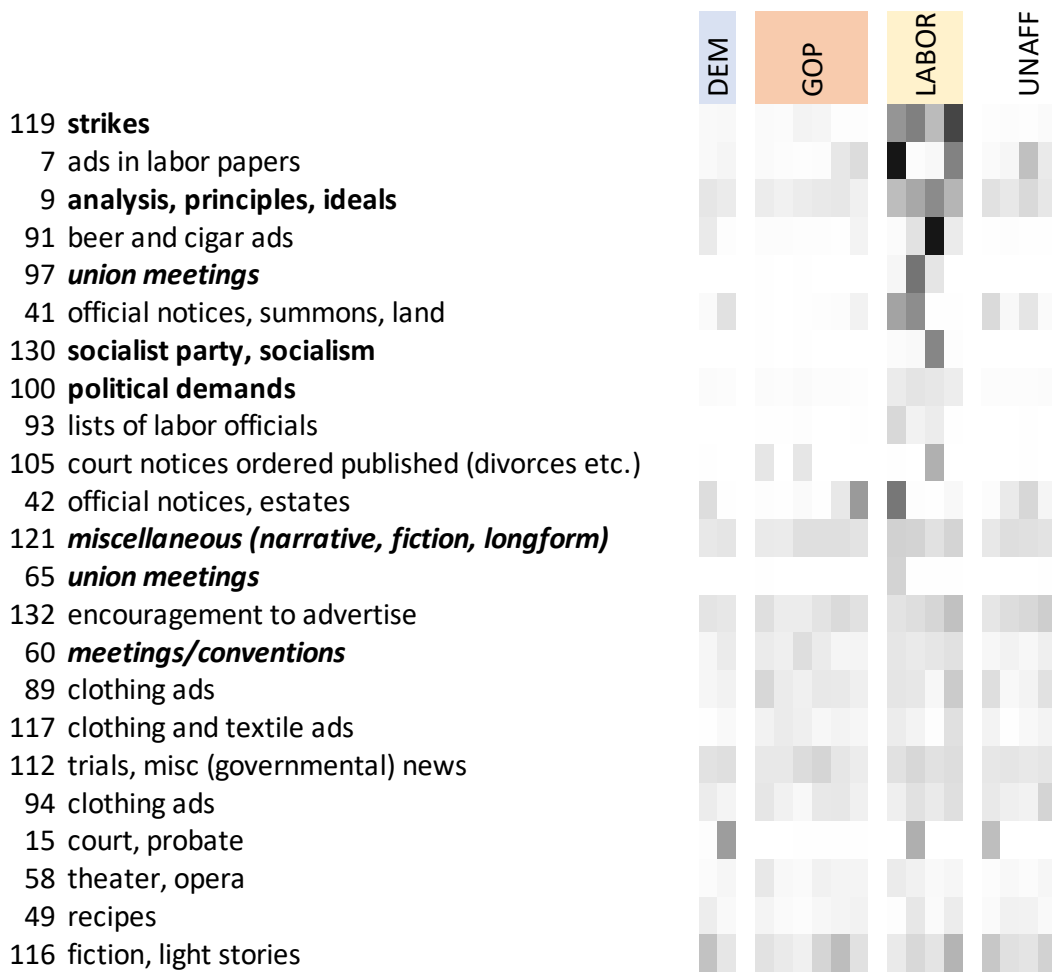 DEM GOP LABOR UNAFF
119 strikes
7 ads in labor papers
9 analysis, principles, ideals
91 beer and cigar ads
97 union meetings
41 official notices, summons, land
130 socialist party, socialism
100 political demands
93 lists of labor officials
105 court notices ordered published (divorces etc.)
42 official notices, estates
121 miscellaneous (narrative, fiction, longform)
65 union meetings
132 encouragement to advertise
60 meetings/conventions
89 clothing ads
117 clothing and textile ads
112 trials, misc (governmental) news
94 clothing ads
15 court, probate
58 theater, opera
49 recipes
116 fiction, light stories